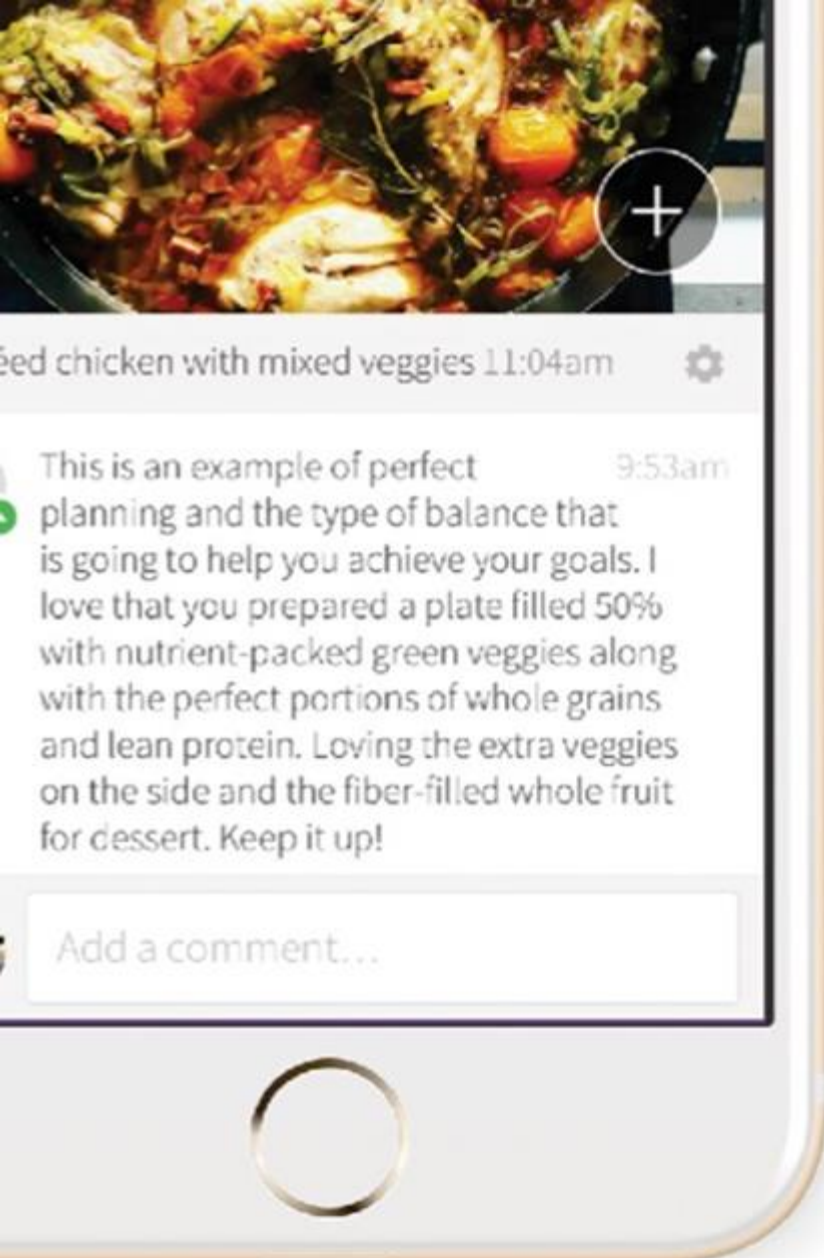 éed chicken with mixed veggies 11:04am
This is an example of perfect 9:53am
planning and the type of balance that
is going to help you achieve your goals. I
love that you prepared a plate filled 50%
with nutrient-packed green veggies along
with the perfect portions of whole grains
and lean protein. Loving the extra veggies
on the side and the fiber-filled whole fruit
for dessert. Keep it up!
Add a comment...